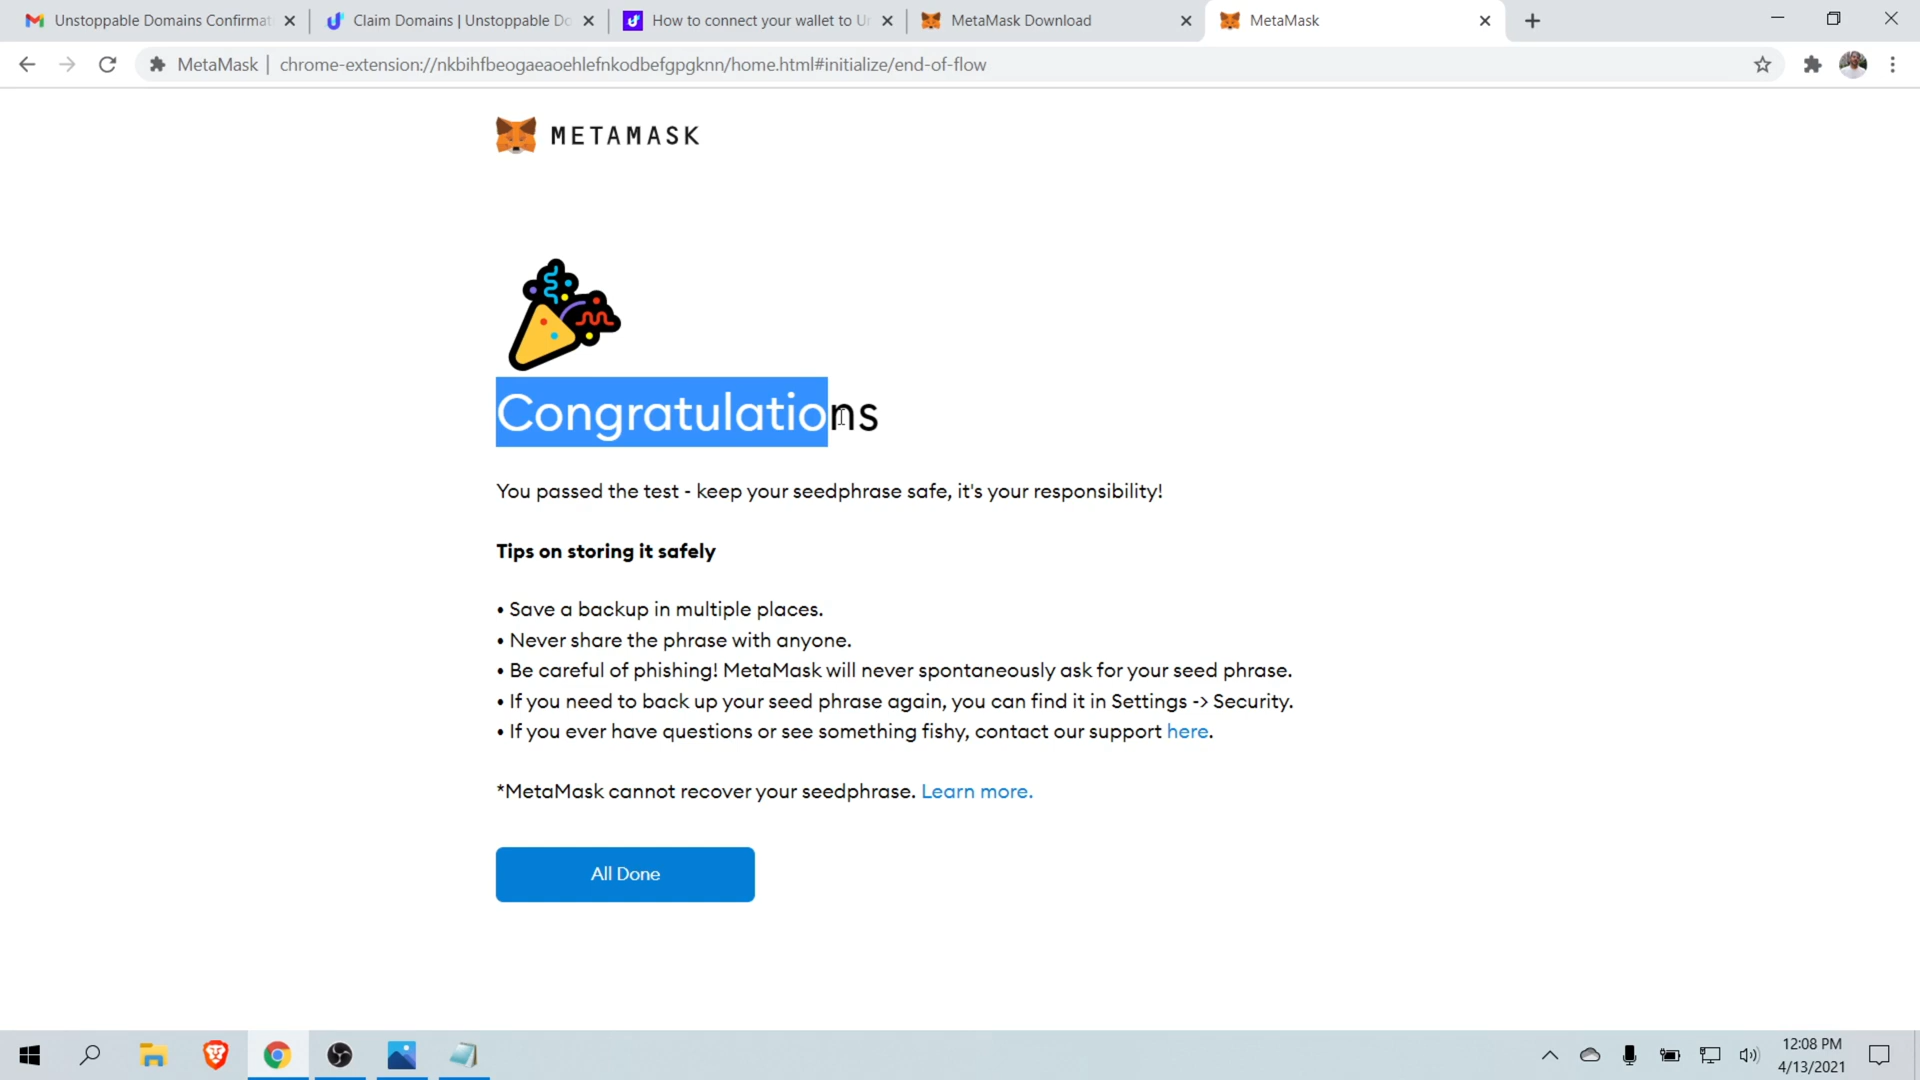 Unstoppable Domains Confirmat
Claim Domains | Unstoppable Do
How to connect your wallet to Un
MetaMask Download
MetaMask
MetaMask | chrome-extension://nkbihfbeogaeaoehlefnkodbefgpgknn/home.html#initialize/end-of-flow
METAMASK
Congratulations
You passed the test - keep your seedphrase safe, it's your responsibility!
Tips on storing it safely
• Save a backup in multiple places.
• Never share the phrase with anyone.
• Be careful of phishing! MetaMask will never spontaneously ask for your seed phrase.
• If you need to back up your seed phrase again, you can find it in Settings -> Security.
• If you ever have questions or see something fishy, contact our support here.
*MetaMask cannot recover your seedphrase. Learn more.
All Done
12:08 PM
4/13/2021